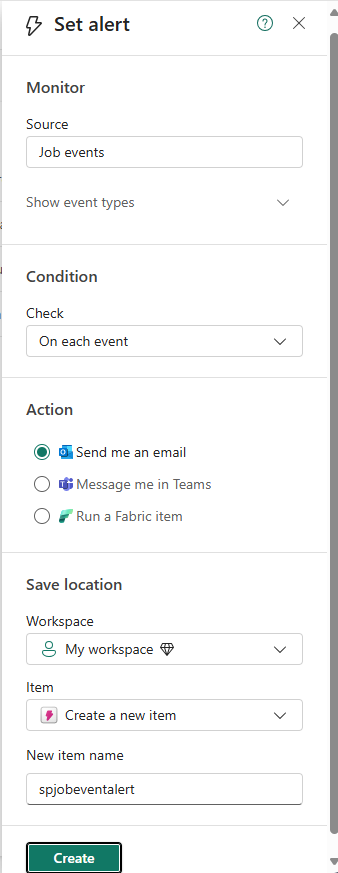 Set alert
Monitor
Source
Job events
Show event types
Condition
Check
On each event
Action
Send me an email
Message me in Teams
Run a Fabric item
Save location
Workspace
My workspace
Item
Create a new item
New item name
spjobeventalert
Create